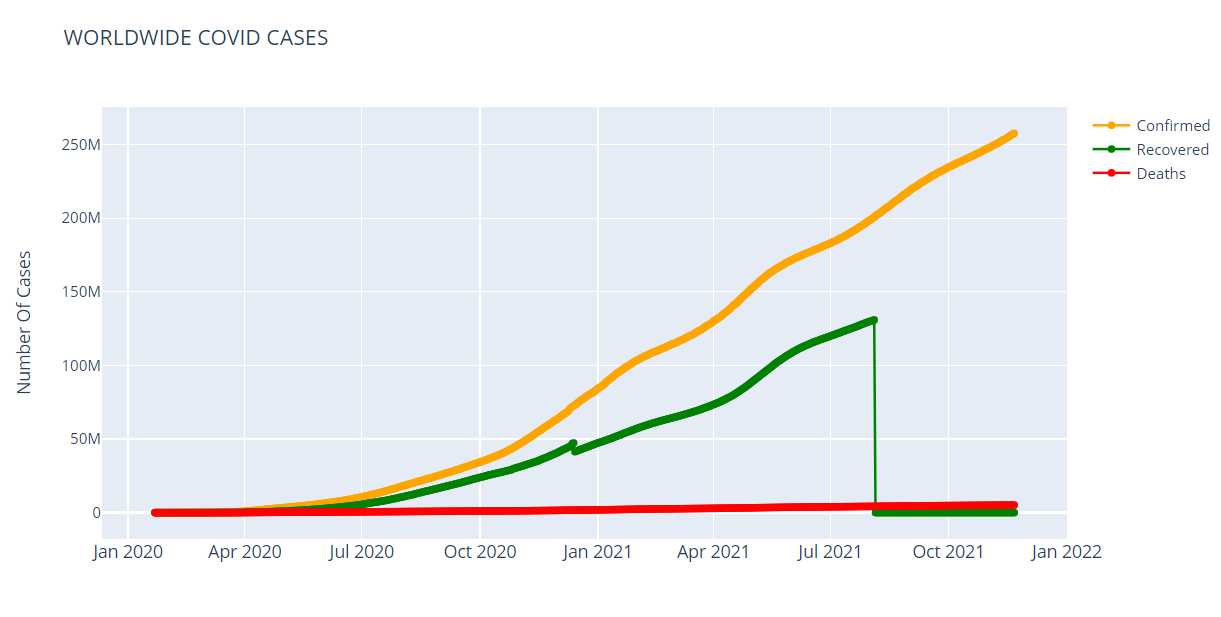 WORLDWIDE COVID CASES
Confirmed
Recovered
Deaths
Number Of Cases
250M
200M
150M
100M
50M
0
Jan 2020 Apr 2020 Jul 2020 Oct 2020 Jan 2021 Apr 2021 Jul 2021 Oct 2021 Jan 2022